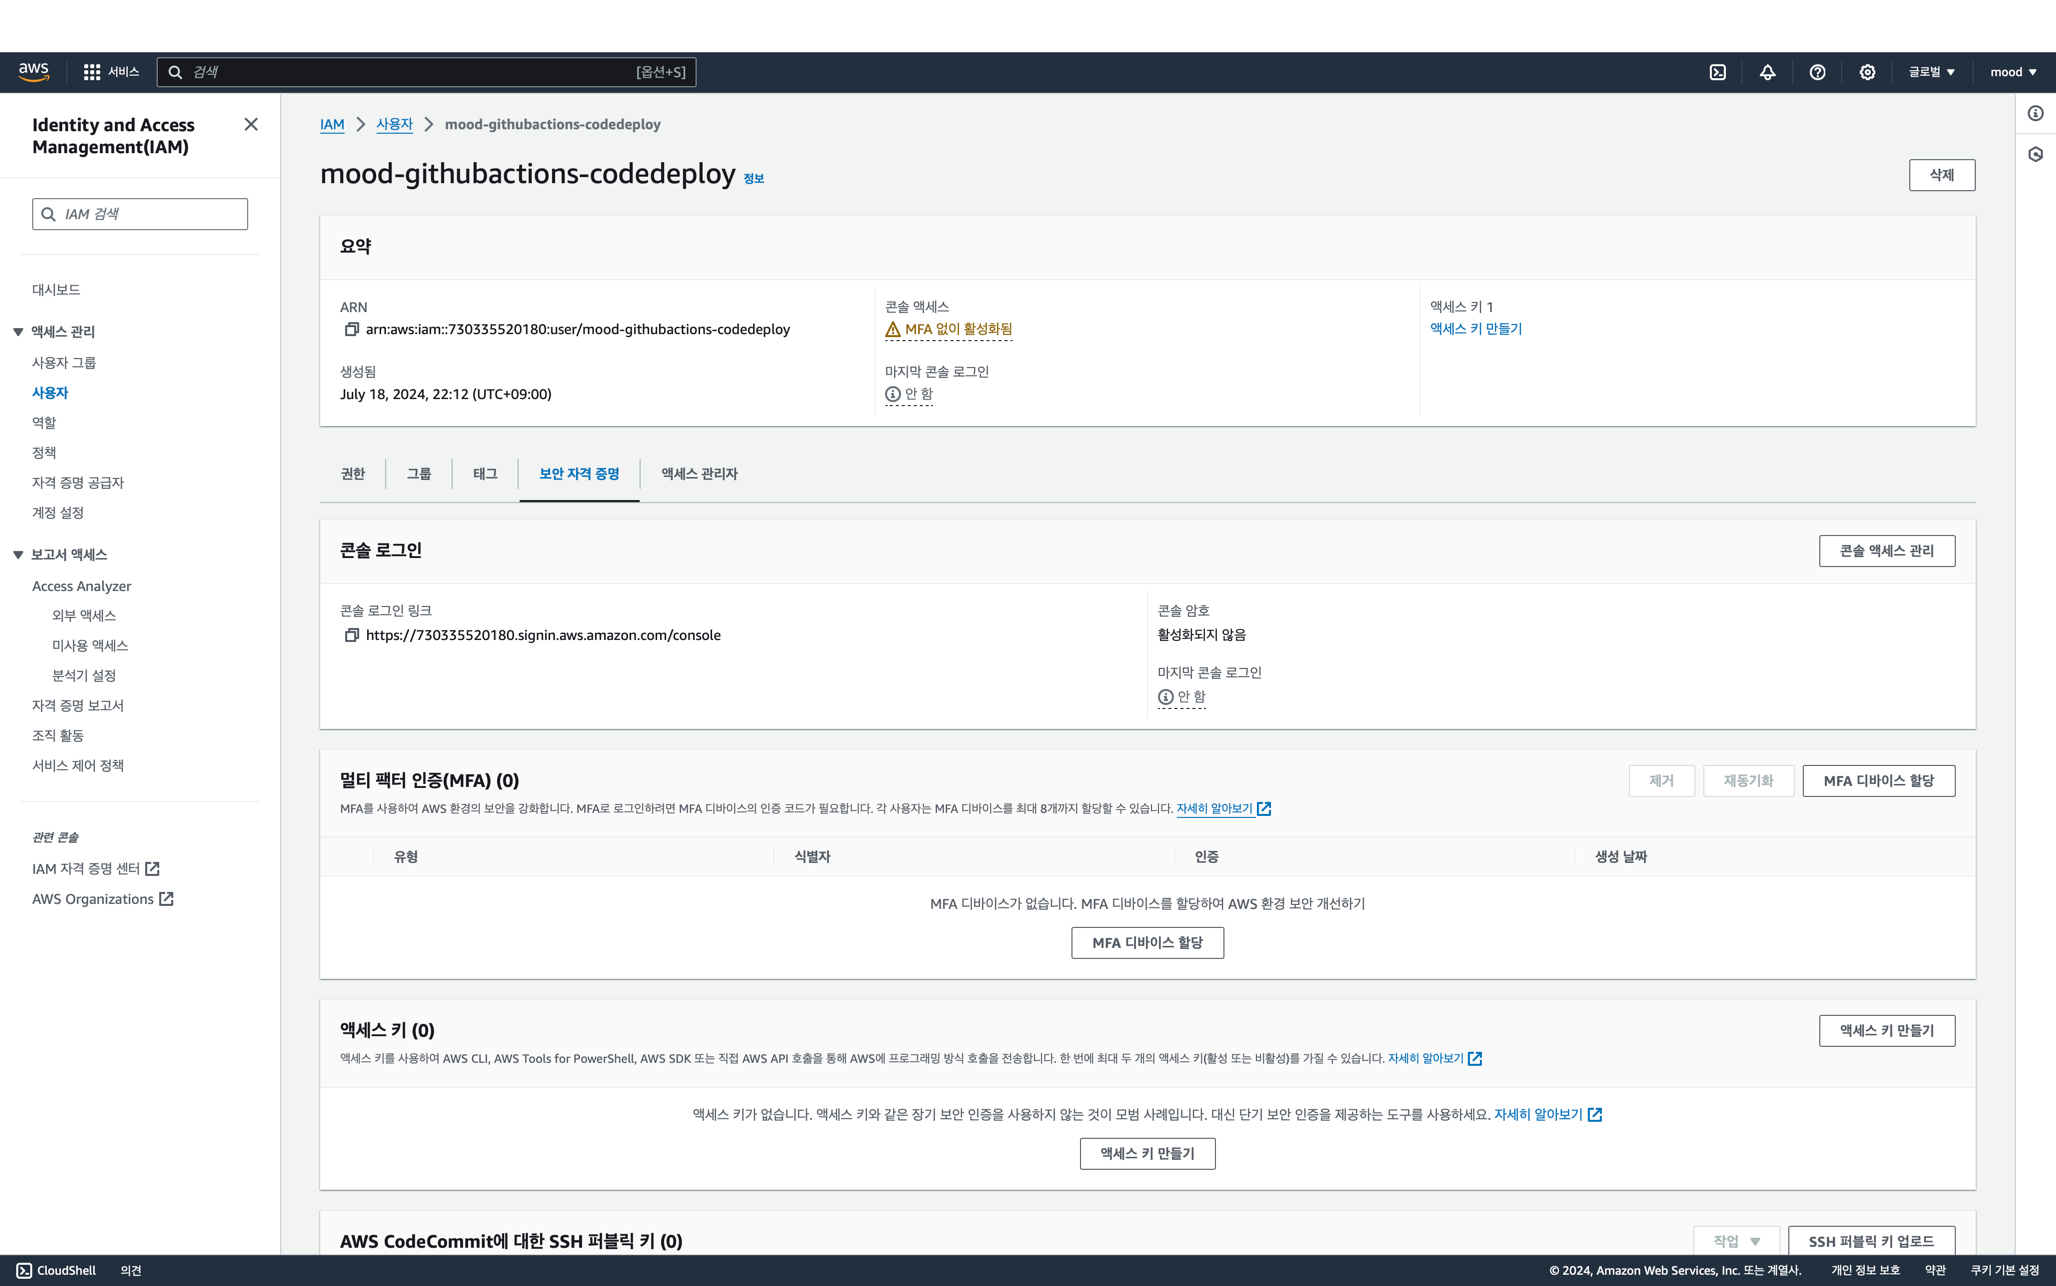 aws
서비스
검색
[옵션+S]
글로벌 ▼
mood ▼
Identity and Access
Management(IAM)
IAM 검색
대시보드
액세스 관리
사용자 그룹
사용자
역할
정책
자격 증명 공급자
계정 설정
보고서 액세스
Access Analyzer
외부 액세스
미사용 액세스
분석기 설정
자격 증명 보고서
조직 활동
서비스 제어 정책
관련 콘솔
IAM 자격 증명 센터
AWS Organizations
IAM > 사용자 > mood-githubactions-codedeploy
mood-githubactions-codedeploy 정보
삭제
요약
ARN
arn:aws:iam::730335520180:user/mood-githubactions-codedeploy
생성됨
July 18, 2024, 22:12 (UTC+09:00)
콘솔 액세스
MFA 없이 활성화됨
마지막 콘솔 로그인
안 함
액세스 키 1
액세스 키 만들기
권한
그룹
태그
보안 자격 증명
액세스 관리자
콘솔 로그인
콘솔 액세스 관리
콘솔 로그인 링크
https://730335520180.signin.aws.amazon.com/console
콘솔 암호
활성화되지 않음
마지막 콘솔 로그인
안 함
멀티 팩터 인증(MFA) (0)
제거
재동기화
MFA 디바이스 할당
MFA를 사용하여 AWS 환경의 보안을 강화합니다. MFA로 로그인하려면 MFA 디바이스의 인증 코드가 필요합니다. 각 사용자는 MFA 디바이스를 최대 8개까지 할당할 수 있습니다. 자세히 알아보기
유형
식별자
인증
생성 날짜
MFA 디바이스가 없습니다. MFA 디바이스를 할당하여 AWS 환경 보안 개선하기
MFA 디바이스 할당
액세스 키 (0)
액세스 키 만들기
액세스 키를 사용하여 AWS CLI, AWS Tools for PowerShell, AWS SDK 또는 직접 AWS API 호출을 통해 AWS에 프로그래밍 방식 호출을 전송합니다. 한 번에 최대 두 개의 액세스 키(활성 또는 비활성)를 가질 수 있습니다. 자세히 알아보기
액세스 키가 없습니다. 액세스 키와 같은 장기 보안 인증을 사용하지 않는 것이 모범 사례입니다. 대신 단기 보안 인증을 제공하는 도구를 사용하세요. 자세히 알아보기
액세스 키 만들기
AWS CodeCommit에 대한 SSH 퍼블릭 키 (0)
작업 ▼
SSH 퍼블릭 키 업로드
CloudShell
의견
© 2024, Amazon Web Services, Inc. 또는 계열사.
개인 정보 보호
약관
쿠키 기본 설정